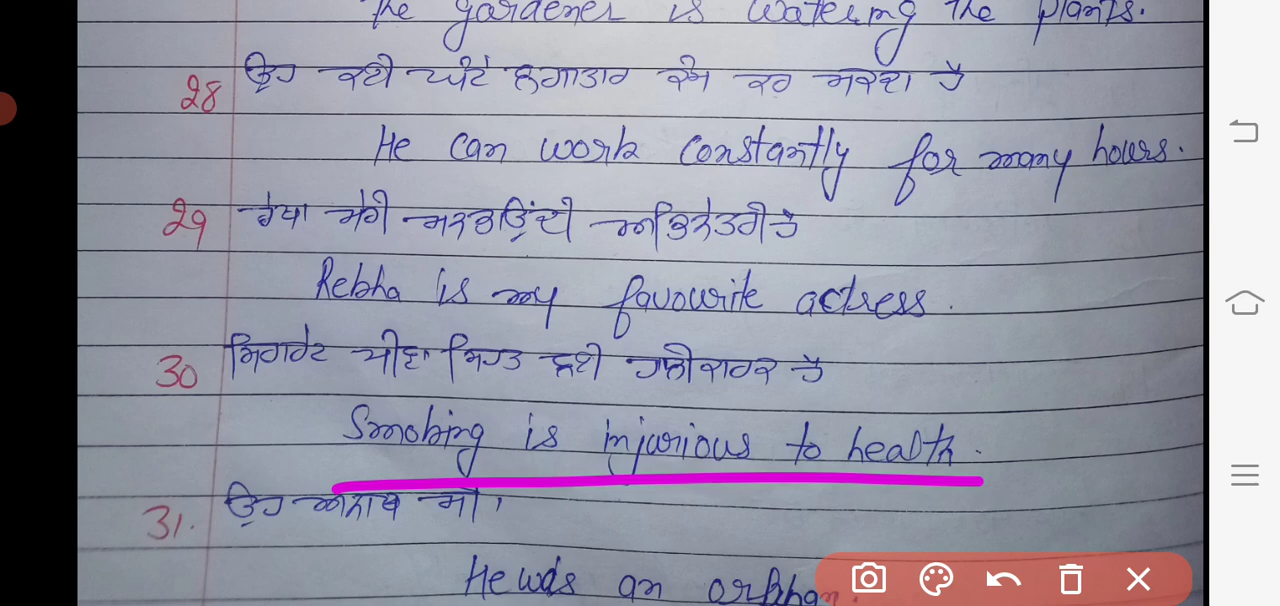 The gardener is watering the plants.
28 ਉਹ ਕਈ ਘੰਟੇ ਲਗਾਤਾਰ ਕੰਮ ਕਰ ਸਕਦਾ ਹੈ
He can work constantly for many hours.
29 ਰੇਖਾ ਮੇਰੀ ਮਨਭਾਉਂਦੀ ਅਭਿਨੇਤਰੀ ਹੈ
Rekha is my favourite actress.
30 ਸਿਗਰੇਟ ਪੀਣਾ ਸਿਹਤ ਲਈ ਹਾਨੀਕਾਰਕ ਹੈ
Smoking is injurious to health.
31. ਉਹ ਅਨਾਥ ਸੀ।
He was an orphan.